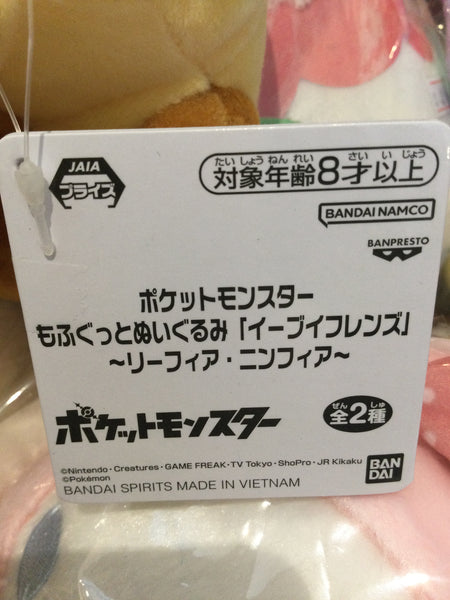 JAIA
プライズ
たいしょうねんれい さい いじょう
対象年齢8才以上
BANDAI NAMCO
BANPRESTO
ポケットモンスター
もふぐっとぬいぐるみ「イーブイフレンズ」
~リーフィア・ニンフィア~
ポケットモンスター
ぜん しゅ
全2種
©Nintendo・Creatures・GAME FREAK・TV Tokyo・ShoPro・JR Kikaku
©Pokémon
BANDAI SPIRITS MADE IN VIETNAM
BAN
DAI